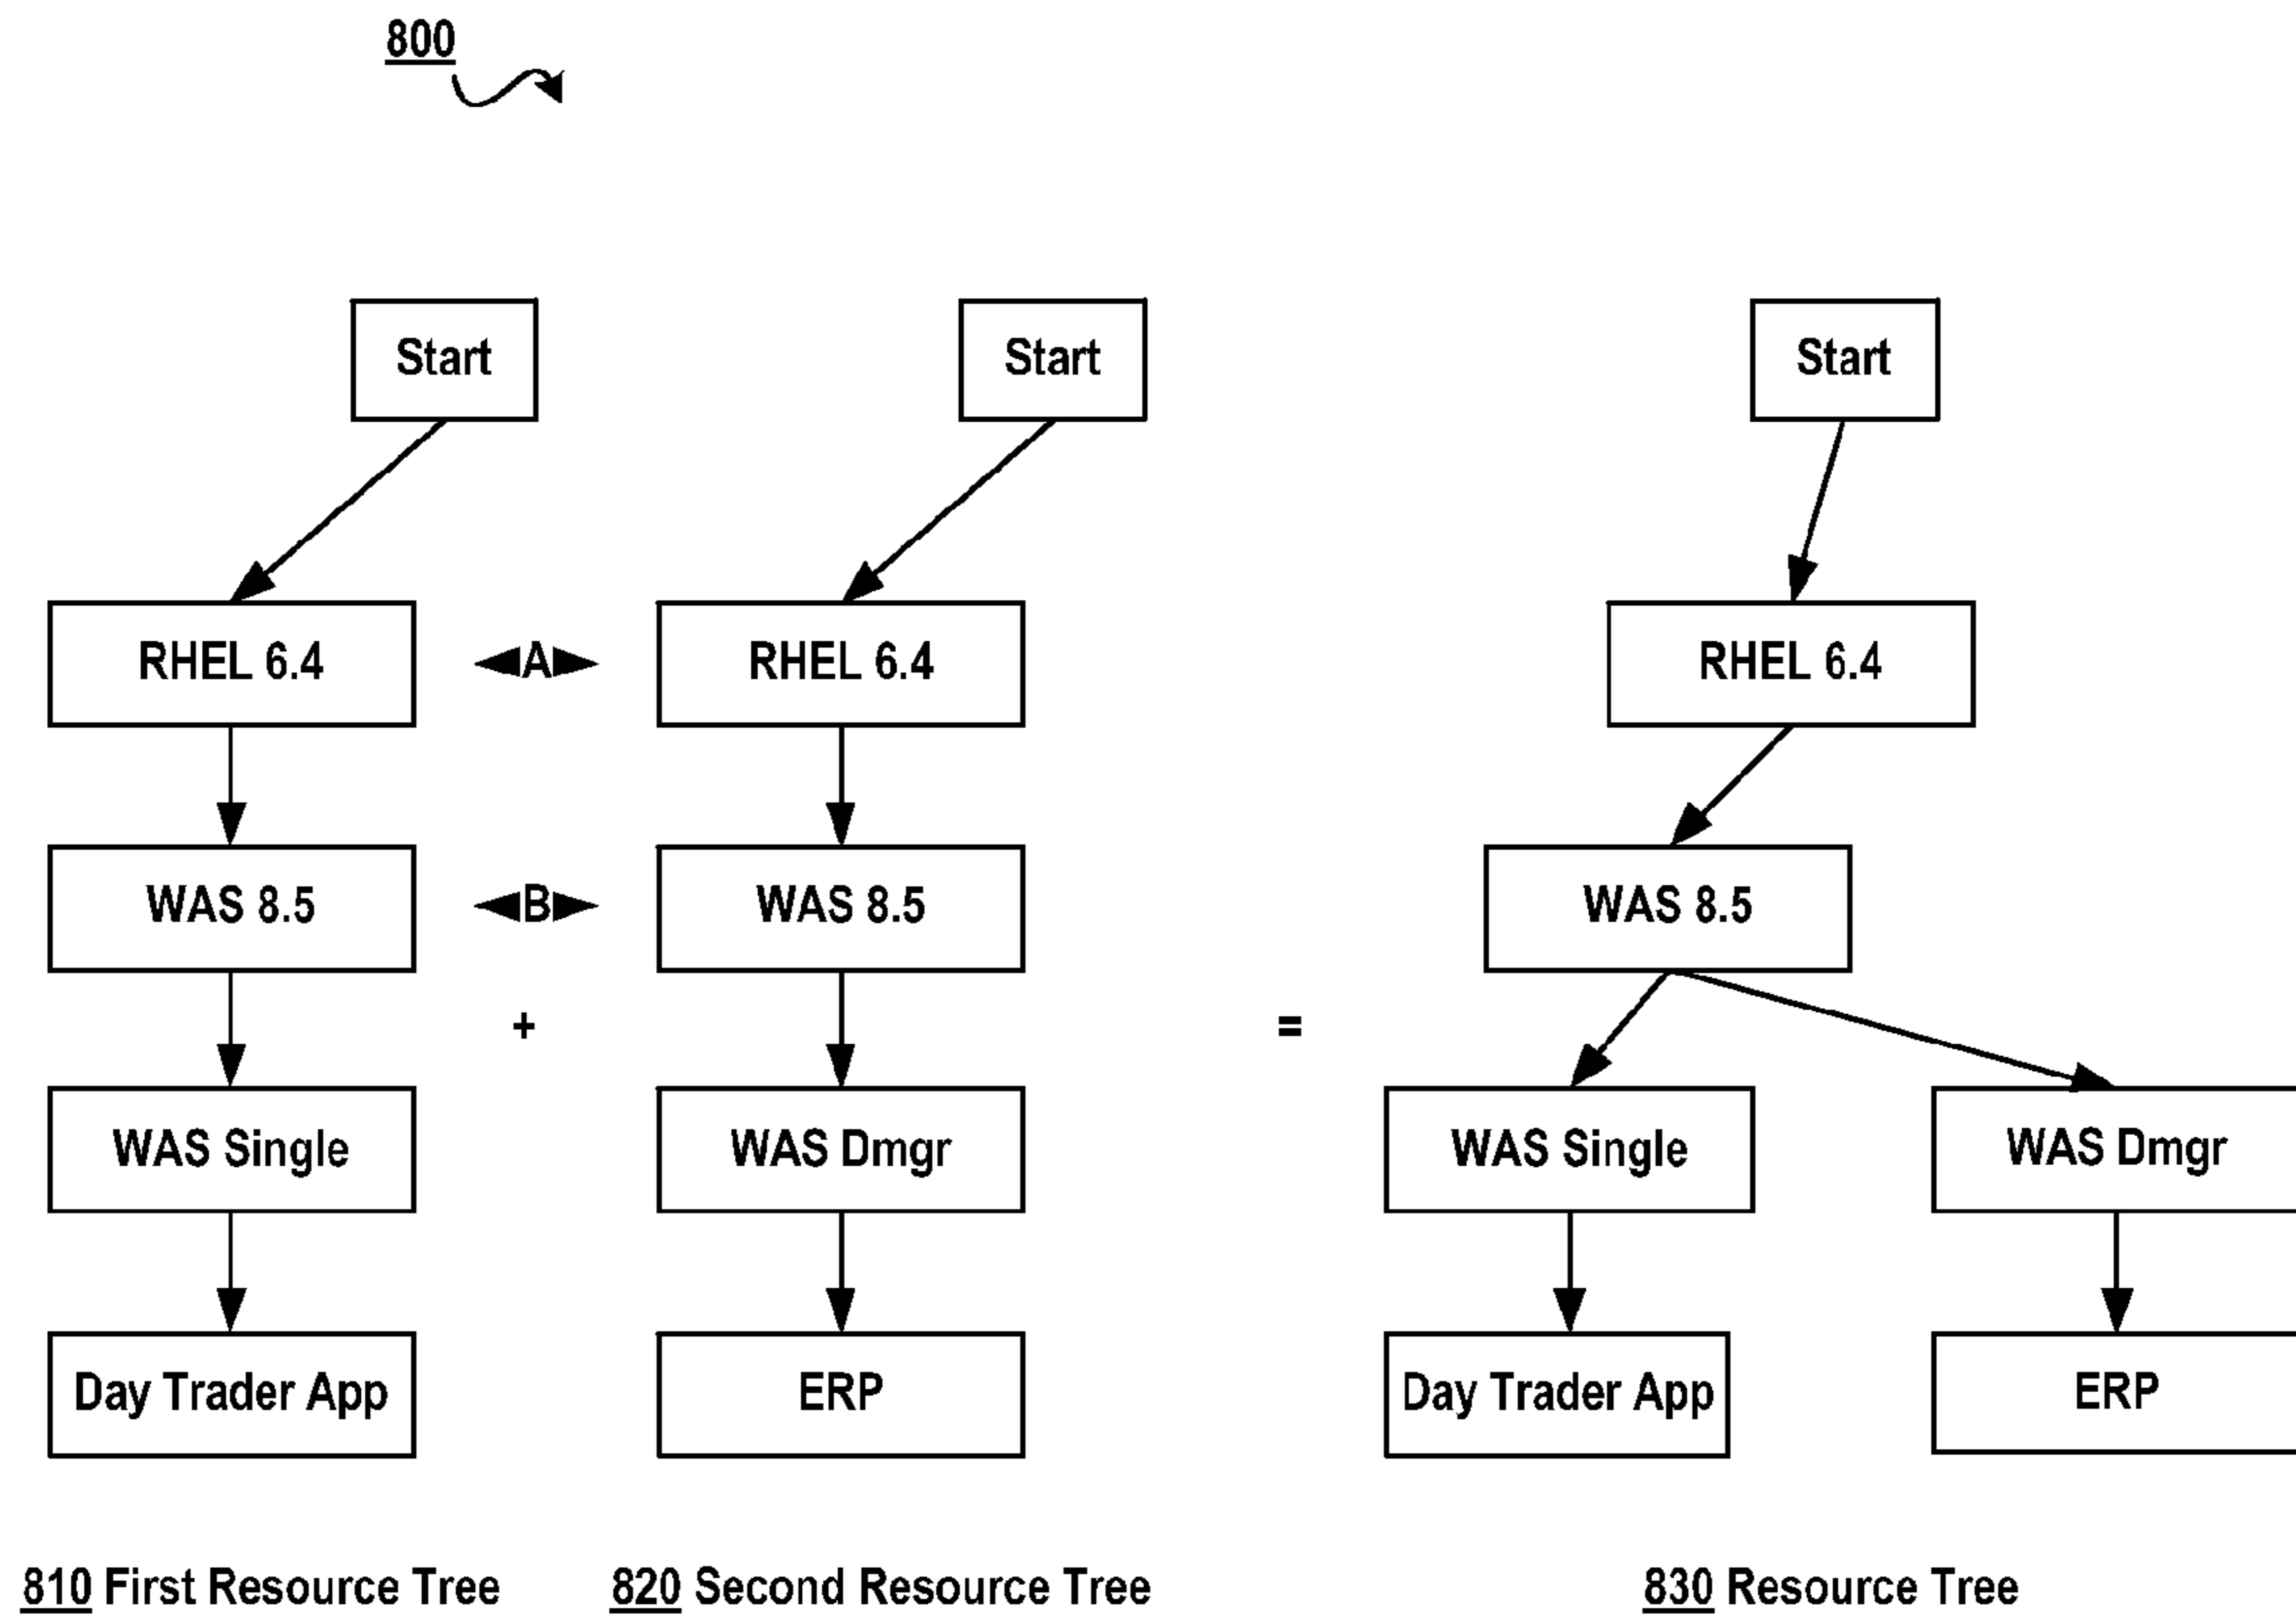 800
Start Start Start
RHEL 6.4 A RHEL 6.4 RHEL 6.4
WAS 8.5 B WAS 8.5 WAS 8.5
+ =
WAS Single WAS Dmgr WAS Single WAS Dmgr
Day Trader App ERP Day Trader App ERP
810 First Resource Tree 820 Second Resource Tree 830 Resource Tree